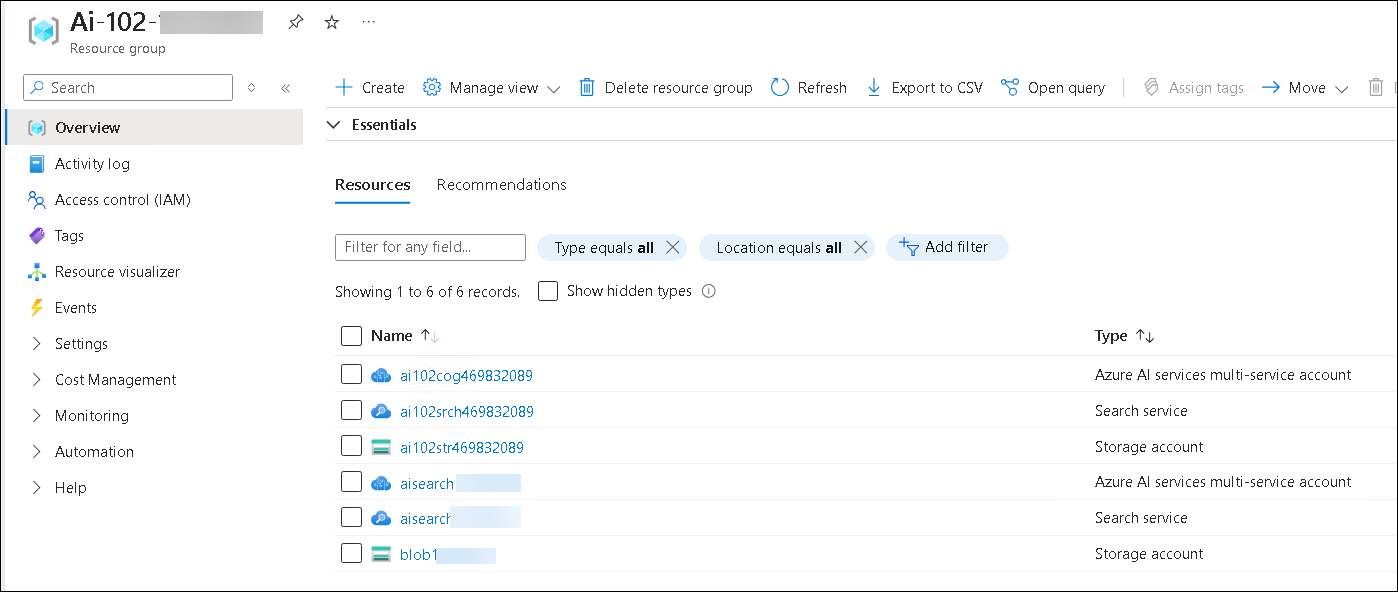 Ai-102-
Resource group
Search
Create Manage view Delete resource group Refresh Export to CSV Open query Assign tags Move
Overview
Essentials
Activity log
Access control (IAM)
Resources Recommendations
Tags
Filter for any field... Type equals all Location equals all Add filter
Resource visualizer
Showing 1 to 6 of 6 records. Show hidden types
Events
Name Type
Settings
ai102cog469832089 Azure AI services multi-service account
Cost Management
ai102srch469832089 Search service
Monitoring
ai102str469832089 Storage account
Automation
aisearch Azure AI services multi-service account
Help
aisearch Search service
blob1 Storage account